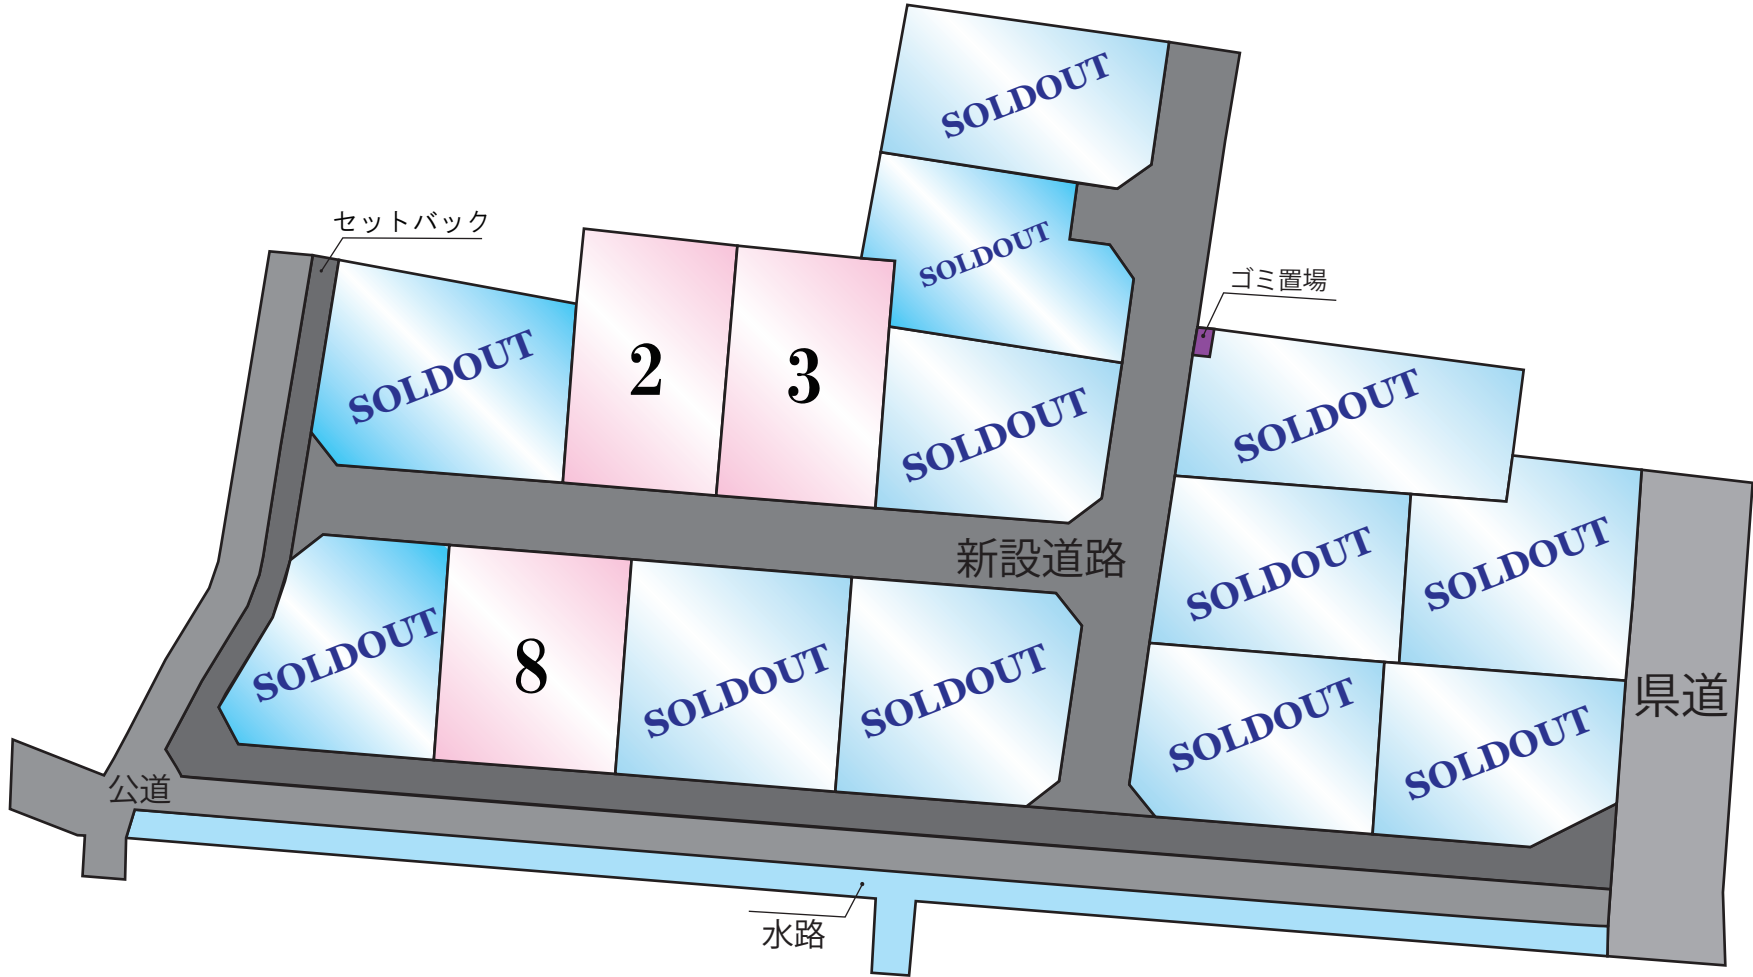 SOLDOUT
セットバック
SOLDOUT
ゴミ置場
SOLDOUT
2
3
SOLDOUT
SOLDOUT
新設道路
SOLDOUT
SOLDOUT
SOLDOUT
8
SOLDOUT
SOLDOUT
SOLDOUT
SOLDOUT
県道
公道
水路